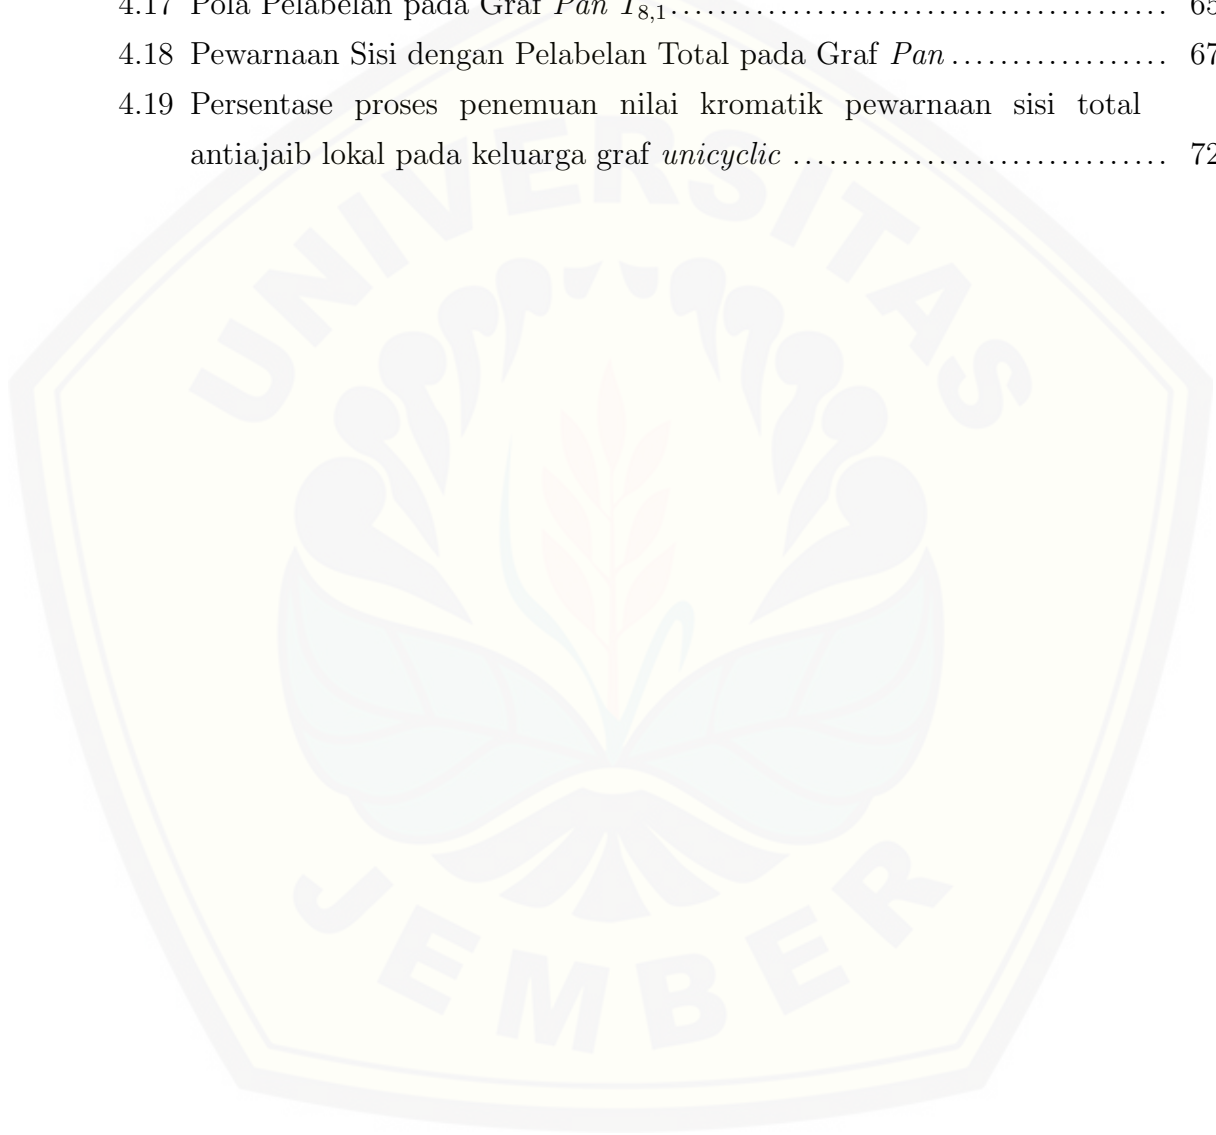 4.17 Pola Pelabelan pada Graf Pan T8,1............................................... 65
4.18 Pewarnaan Sisi dengan Pelabelan Total pada Graf Pan.................. 67
4.19 Persentase proses penemuan nilai kromatik pewarnaan sisi total
antiajaib lokal pada keluarga graf unicyclic ............................... 72
UNIVERSITAS
JEMBER